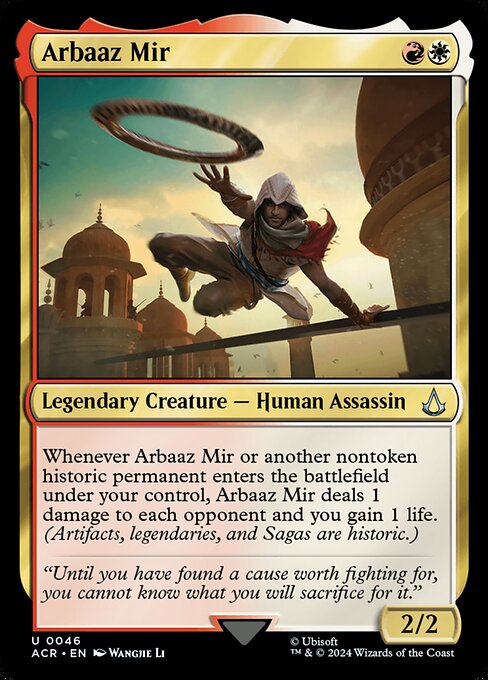 Arbaaz Mir
Legendary Creature — Human Assassin
Whenever Arbaaz Mir or another nontoken
historic permanent enters the battlefield
under your control, Arbaaz Mir deals 1
damage to each opponent and you gain 1 life.
(Artifacts, legendaries, and Sagas are historic.)
“Until you have found a cause worth fighting for,
you cannot know what you will sacrifice for it.”
2/2
U 0046
ACR • EN Wangjie Li
© Ubisoft
™ & © 2024 Wizards of the Coast